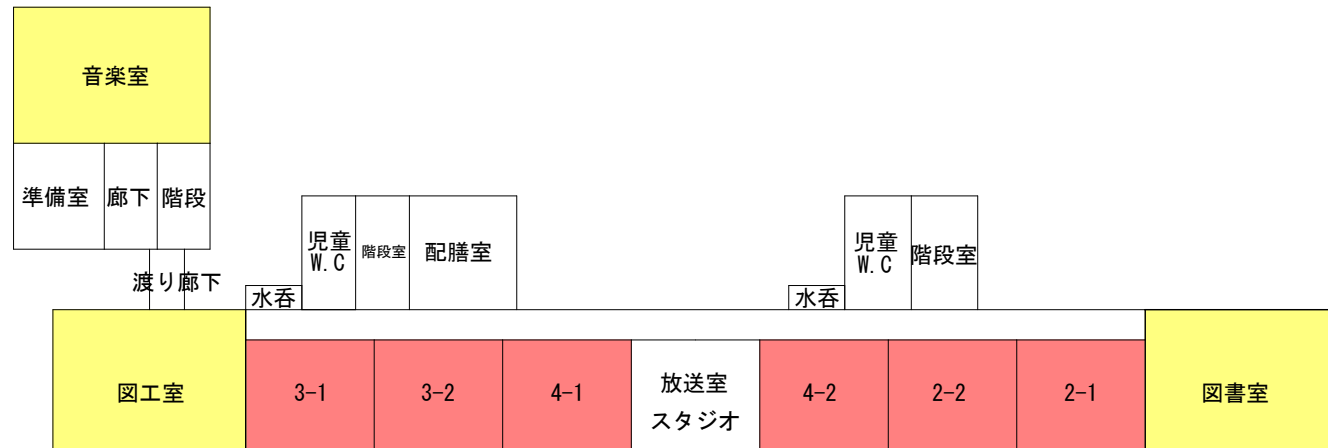 音楽室
準備室
廊下
階段
渡り廊下
児童
W.C
階段室
配膳室
水呑
児童
W.C
階段室
水呑
図工室
3-1
3-2
4-1
放送室
スタジオ
4-2
2-2
2-1
図書室